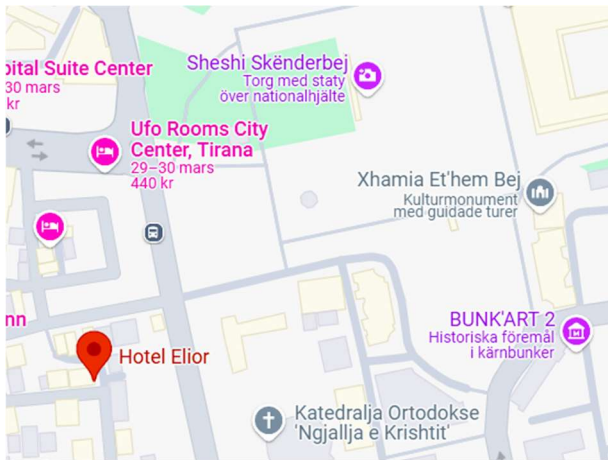 pital Suite Center
30 mars
kr
Sheshi Skënderbej
Torg med staty
över nationalhjälte
Ufo Rooms City
Center, Tirana
29–30 mars
440 kr
Xhamia Et'hem Bej
Kulturmonument
med guidade turer
nn
BUNK'ART 2
Historiska föremål
i kärnbunker
Hotel Elior
Katedralja Ortodokse
'Ngjallja e Krishtit'